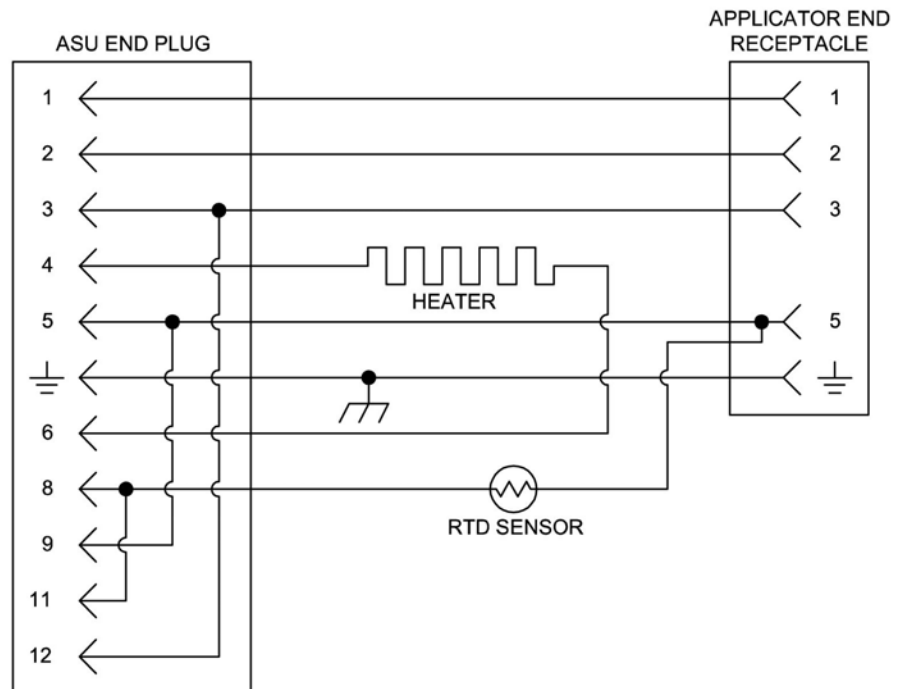 APPLICATOR END
RECEPTACLE
ASU END PLUG
1
1
2
2
3
3
4
HEATER
5
5
6
8
RTD SENSOR
9
11
12